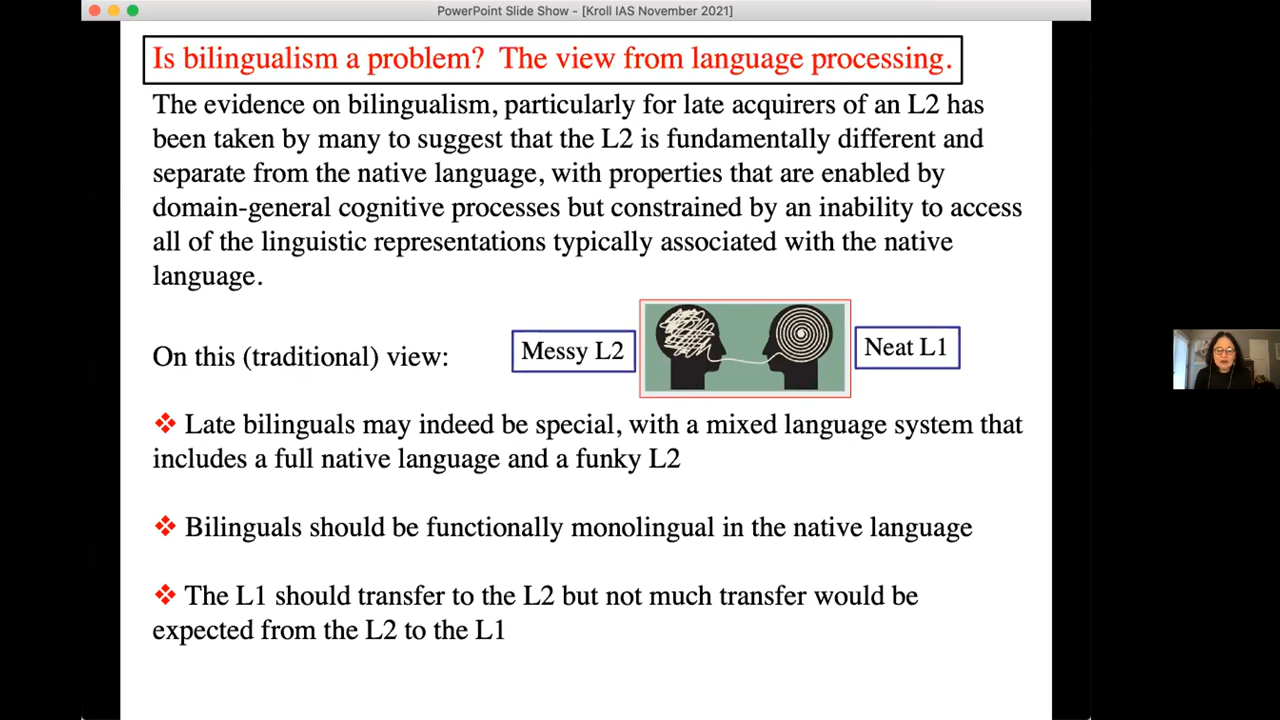 PowerPoint Slide Show - [Kroll IAS November 2021]
Is bilingualism a problem?  The view from language processing.
The evidence on bilingualism, particularly for late acquirers of an L2 has
been taken by many to suggest that the L2 is fundamentally different and
separate from the native language, with properties that are enabled by
domain-general cognitive processes but constrained by an inability to access
all of the linguistic representations typically associated with the native
language.
On this (traditional) view:
Messy L2
Neat L1
❖ Late bilinguals may indeed be special, with a mixed language system that
includes a full native language and a funky L2
❖ Bilinguals should be functionally monolingual in the native language
❖ The L1 should transfer to the L2 but not much transfer would be
expected from the L2 to the L1